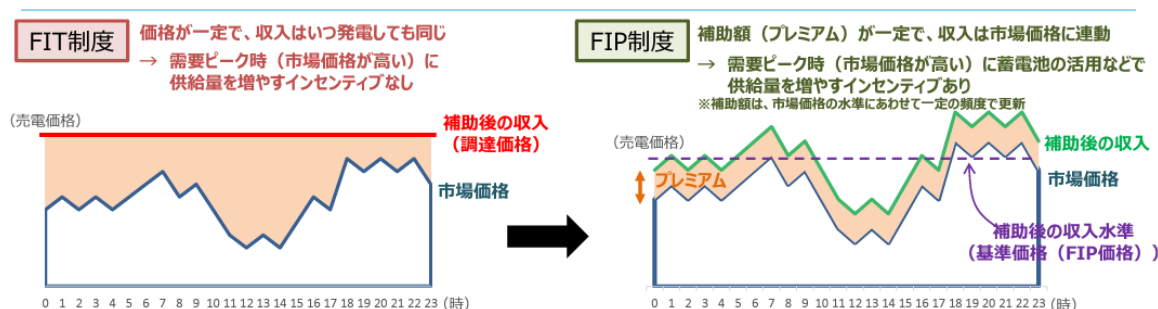 FIT制度
価格が一定で、収入はいつ発電しても同じ
→ 需要ピーク時（市場価格が高い）に
供給量を増やすインセンティブなし
（売電価格）
補助後の収入
（調達価格）
市場価格
0 1 2 3 4 5 6 7 8 9 10 11 12 13 14 15 16 17 18 19 20 21 22 23（時）
FIP制度
補助額（プレミアム）が一定で、収入は市場価格に連動
→ 需要ピーク時（市場価格が高い）に蓄電池の活用などで
供給量を増やすインセンティブあり
※補助額は、市場価格の水準にあわせて一定の頻度で更新
（売電価格）
補助後の収入
プレミアム
市場価格
補助後の収入水準
（基準価格（FIP価格））
0 1 2 3 4 5 6 7 8 9 10 11 12 13 14 15 16 17 18 19 20 21 22 23（時）